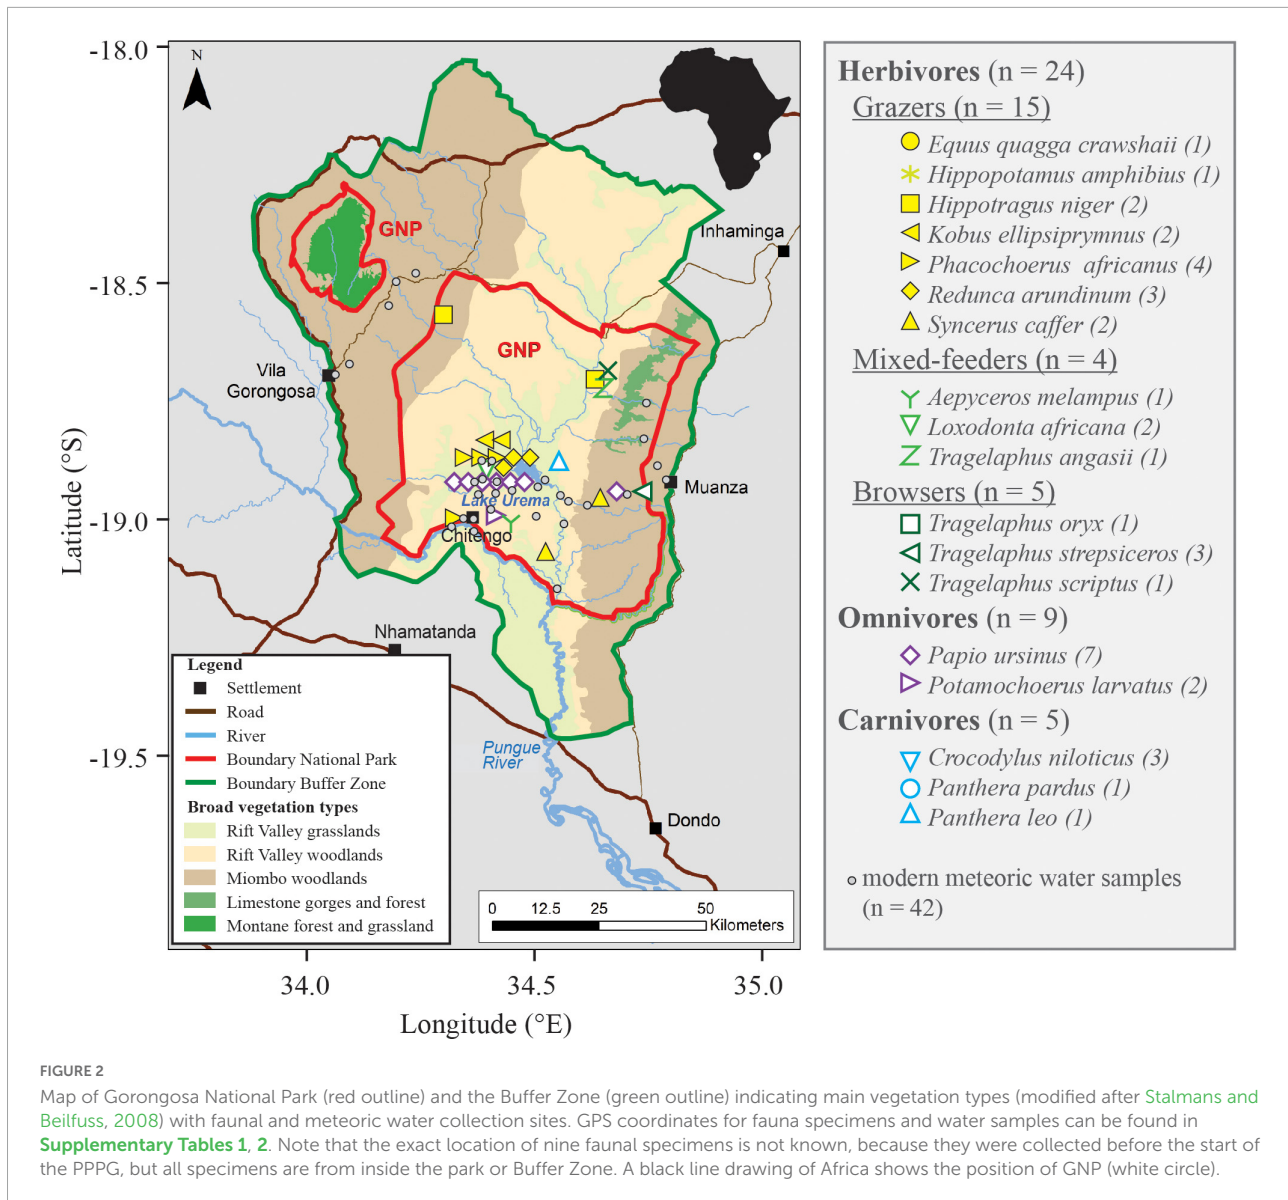 -18.0
-18.5
-19.0
-19.5
Latitude (°S)
N
GNP
GNP
Inhaminga
Vila
Gorongosa
Muanza
Lake Urema
Chitengo
Nhamatanda
Pungue
River
Dondo
Legend
Settlement
Road
River
Boundary National Park
Boundary Buffer Zone
Broad vegetation types
Rift Valley grasslands
Rift Valley woodlands
Miombo woodlands
Limestone gorges and forest
Montane forest and grassland
0 12.5 25 50
Kilometers
34.0 34.5 35.0
Longitude (°E)
Herbivores (n = 24)
Grazers (n = 15)
Equus quagga crawshaii (1)
Hippopotamus amphibius (1)
Hippotragus niger (2)
Kobus ellipsiprymnus (2)
Phacochoerus africanus (4)
Redunca arundinum (3)
Syncerus caffer (2)
Mixed-feeders (n = 4)
Aepyceros melampus (1)
Loxodonta africana (2)
Tragelaphus angasii (1)
Browsers (n = 5)
Tragelaphus oryx (1)
Tragelaphus strepsiceros (3)
Tragelaphus scriptus (1)
Omnivores (n = 9)
Papio ursinus (7)
Potamochoerus larvatus (2)
Carnivores (n = 5)
Crocodylus niloticus (3)
Panthera pardus (1)
Panthera leo (1)
modern meteoric water samples
(n = 42)
FIGURE 2
Map of Gorongosa National Park (red outline) and the Buffer Zone (green outline) indicating main vegetation types (modified after Stalmans and
Beilfuss, 2008) with faunal and meteoric water collection sites. GPS coordinates for fauna specimens and water samples can be found in
Supplementary Tables 1, 2. Note that the exact location of nine faunal specimens is not known, because they were collected before the start of
the PPPG, but all specimens are from inside the park or Buffer Zone. A black line drawing of Africa shows the position of GNP (white circle).